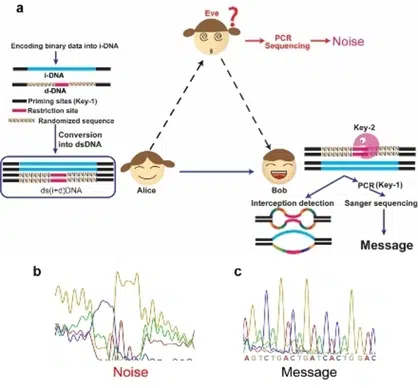 a
Eve
?
Encoding binary data into i-DNA
PCR
Sequencing
Noise
i-DNA
d-DNA
Priming sites (Key-1)
Restriction site
NNNNN Randomized sequence
Key-2
Conversion
into dsDNA
ds(i+d)DNA
Alice
Bob
PCR (Key-1)
Interception detection
Sanger sequencing
Message
b
c
AGTCTGACTGATCACTGGAC
Noise
Message